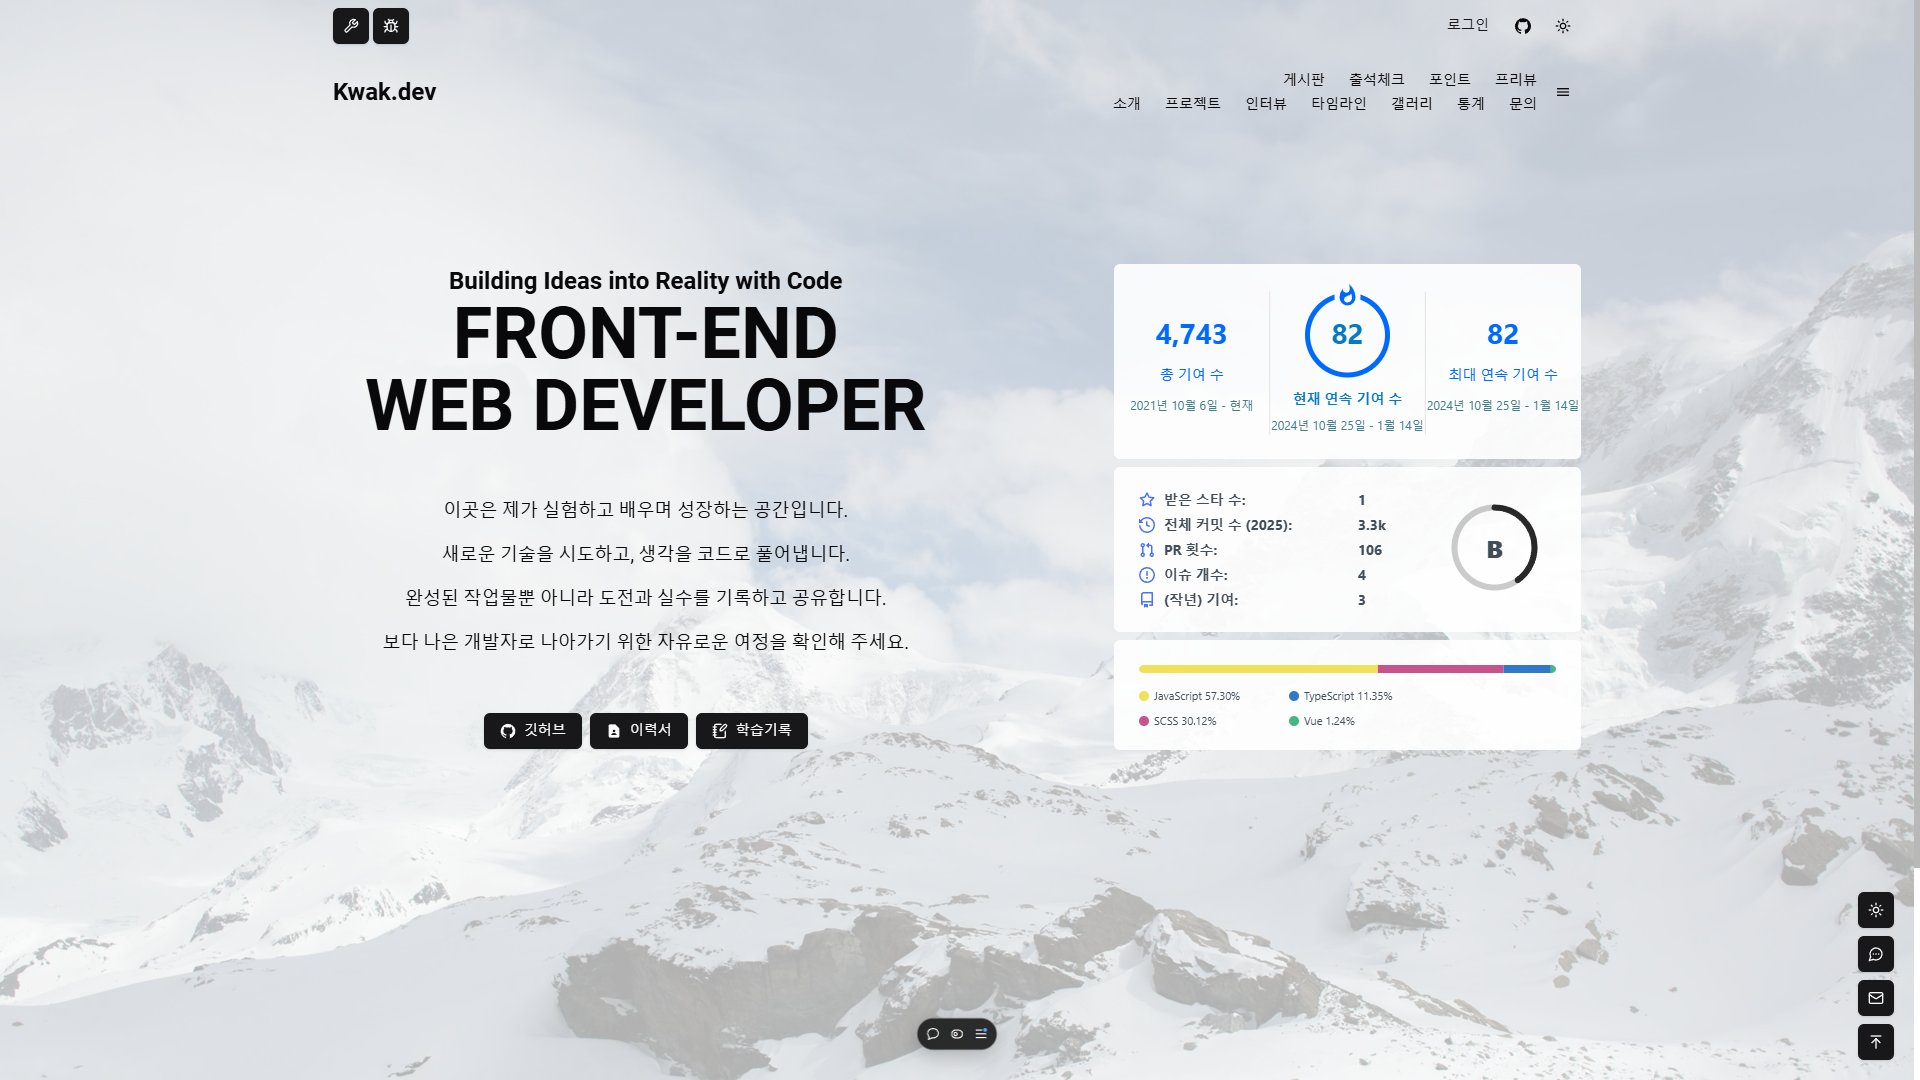 로그인
Kwak.dev
게시판 출석체크 포인트 프리뷰
소개 프로젝트 인터뷰 타임라인 갤러리 통계 문의
Building Ideas into Reality with Code
FRONT-END
WEB DEVELOPER
이곳은 제가 실험하고 배우며 성장하는 공간입니다.
새로운 기술을 시도하고, 생각을 코드로 풀어냅니다.
완성된 작업물뿐 아니라 도전과 실수를 기록하고 공유합니다.
보다 나은 개발자로 나아가기 위한 자유로운 여정을 확인해 주세요.
깃허브 이력서 학습기록
4,743
총 기여 수
2021년 10월 6일 - 현재
82
현재 연속 기여 수
2024년 10월 25일 - 1월 14일
82
최대 연속 기여 수
2024년 10월 25일 - 1월 14일
받은 스타 수: 1
전체 커밋 수 (2025): 3.3k
PR 횟수: 106
이슈 개수: 4
(작년) 기여: 3
B
JavaScript 57.30% TypeScript 11.35%
SCSS 30.12% Vue 1.24%